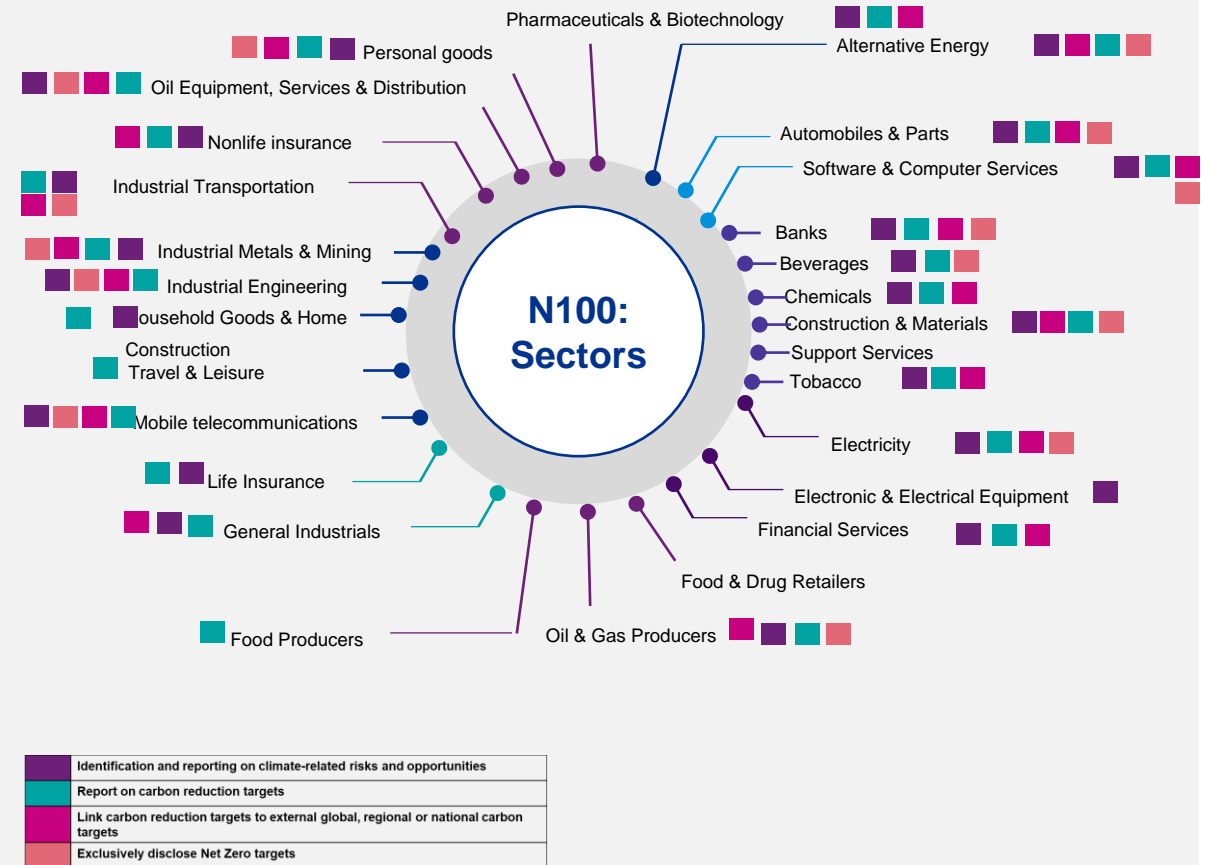 Pharmaceuticals & Biotechnology
Alternative Energy
Personal goods
Oil Equipment, Services & Distribution
Automobiles & Parts
Nonlife insurance
Software & Computer Services
Industrial Transportation
Banks
Industrial Metals & Mining
Beverages
Industrial Engineering
Chemicals
ousehold Goods & Home
Construction
Construction & Materials
N100:
Sectors
Support Services
Travel & Leisure
Tobacco
Mobile telecommunications
Electricity
Life Insurance
Electronic & Electrical Equipment
General Industrials
Financial Services
Food & Drug Retailers
Food Producers
Oil & Gas Producers
Identification and reporting on climate-related risks and opportunities
Report on carbon reduction targets
Link carbon reduction targets to external global, regional or national carbon
targets
Exclusively disclose Net Zero targets